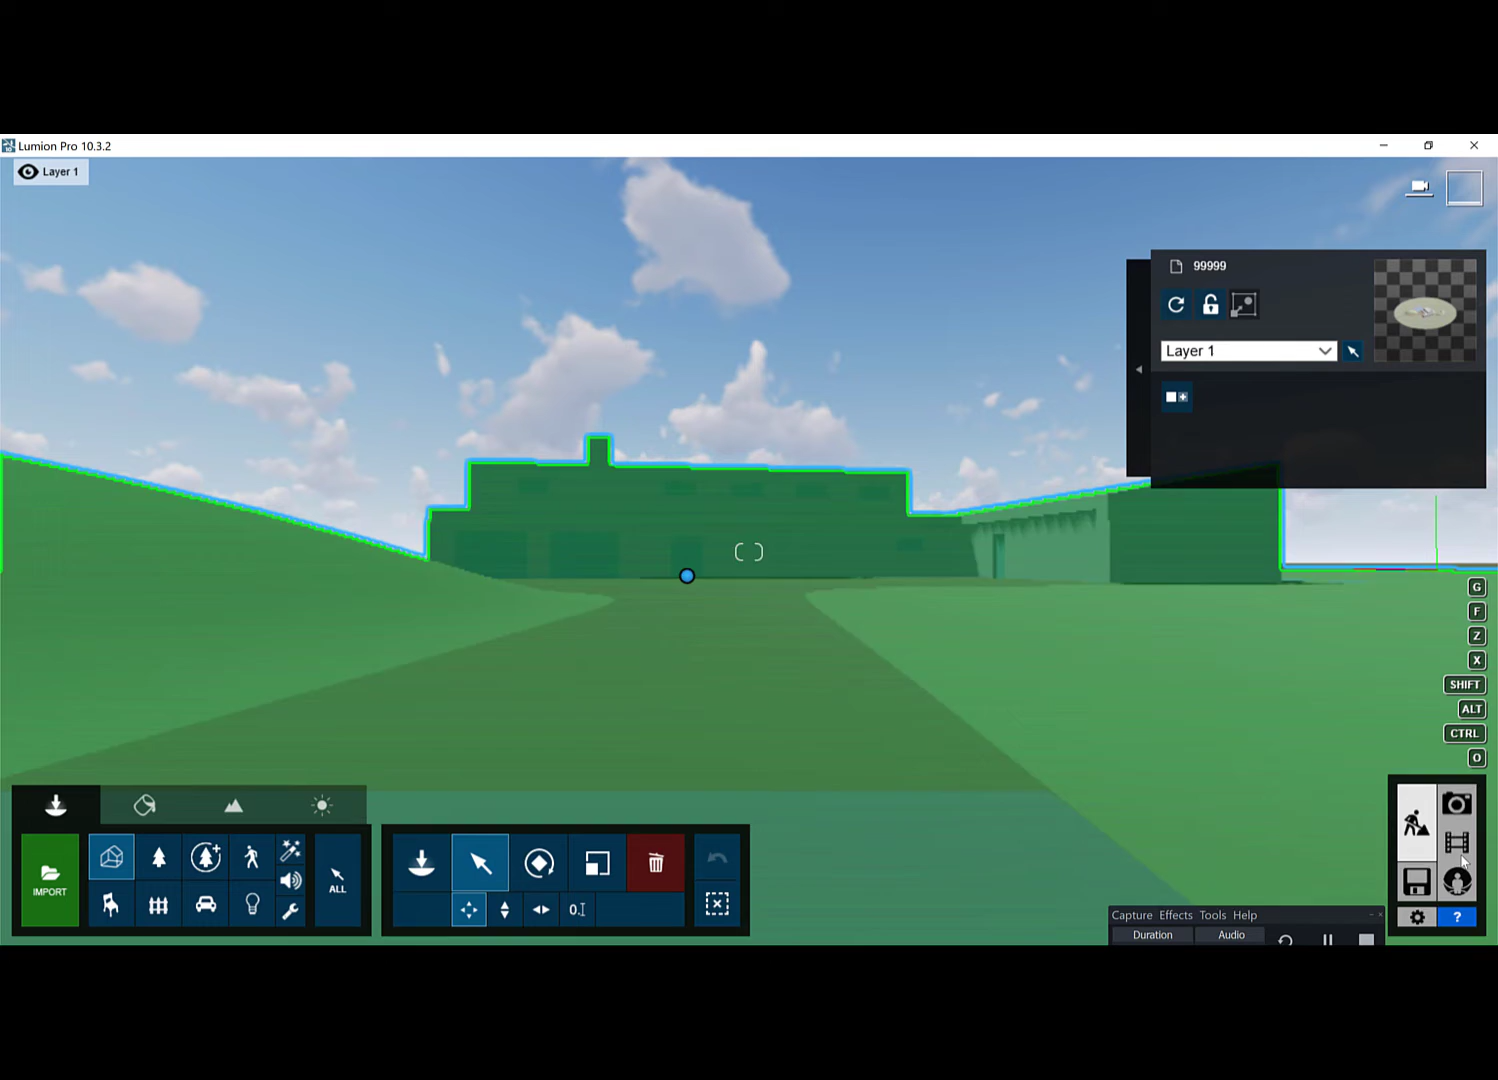 Lumion Pro 10.3.2
Layer 1
99999
Layer 1
G
F
Z
X
SHIFT
ALT
CTRL
O
IMPORT
ALL
?
Capture Effects Tools Help
Duration Audio